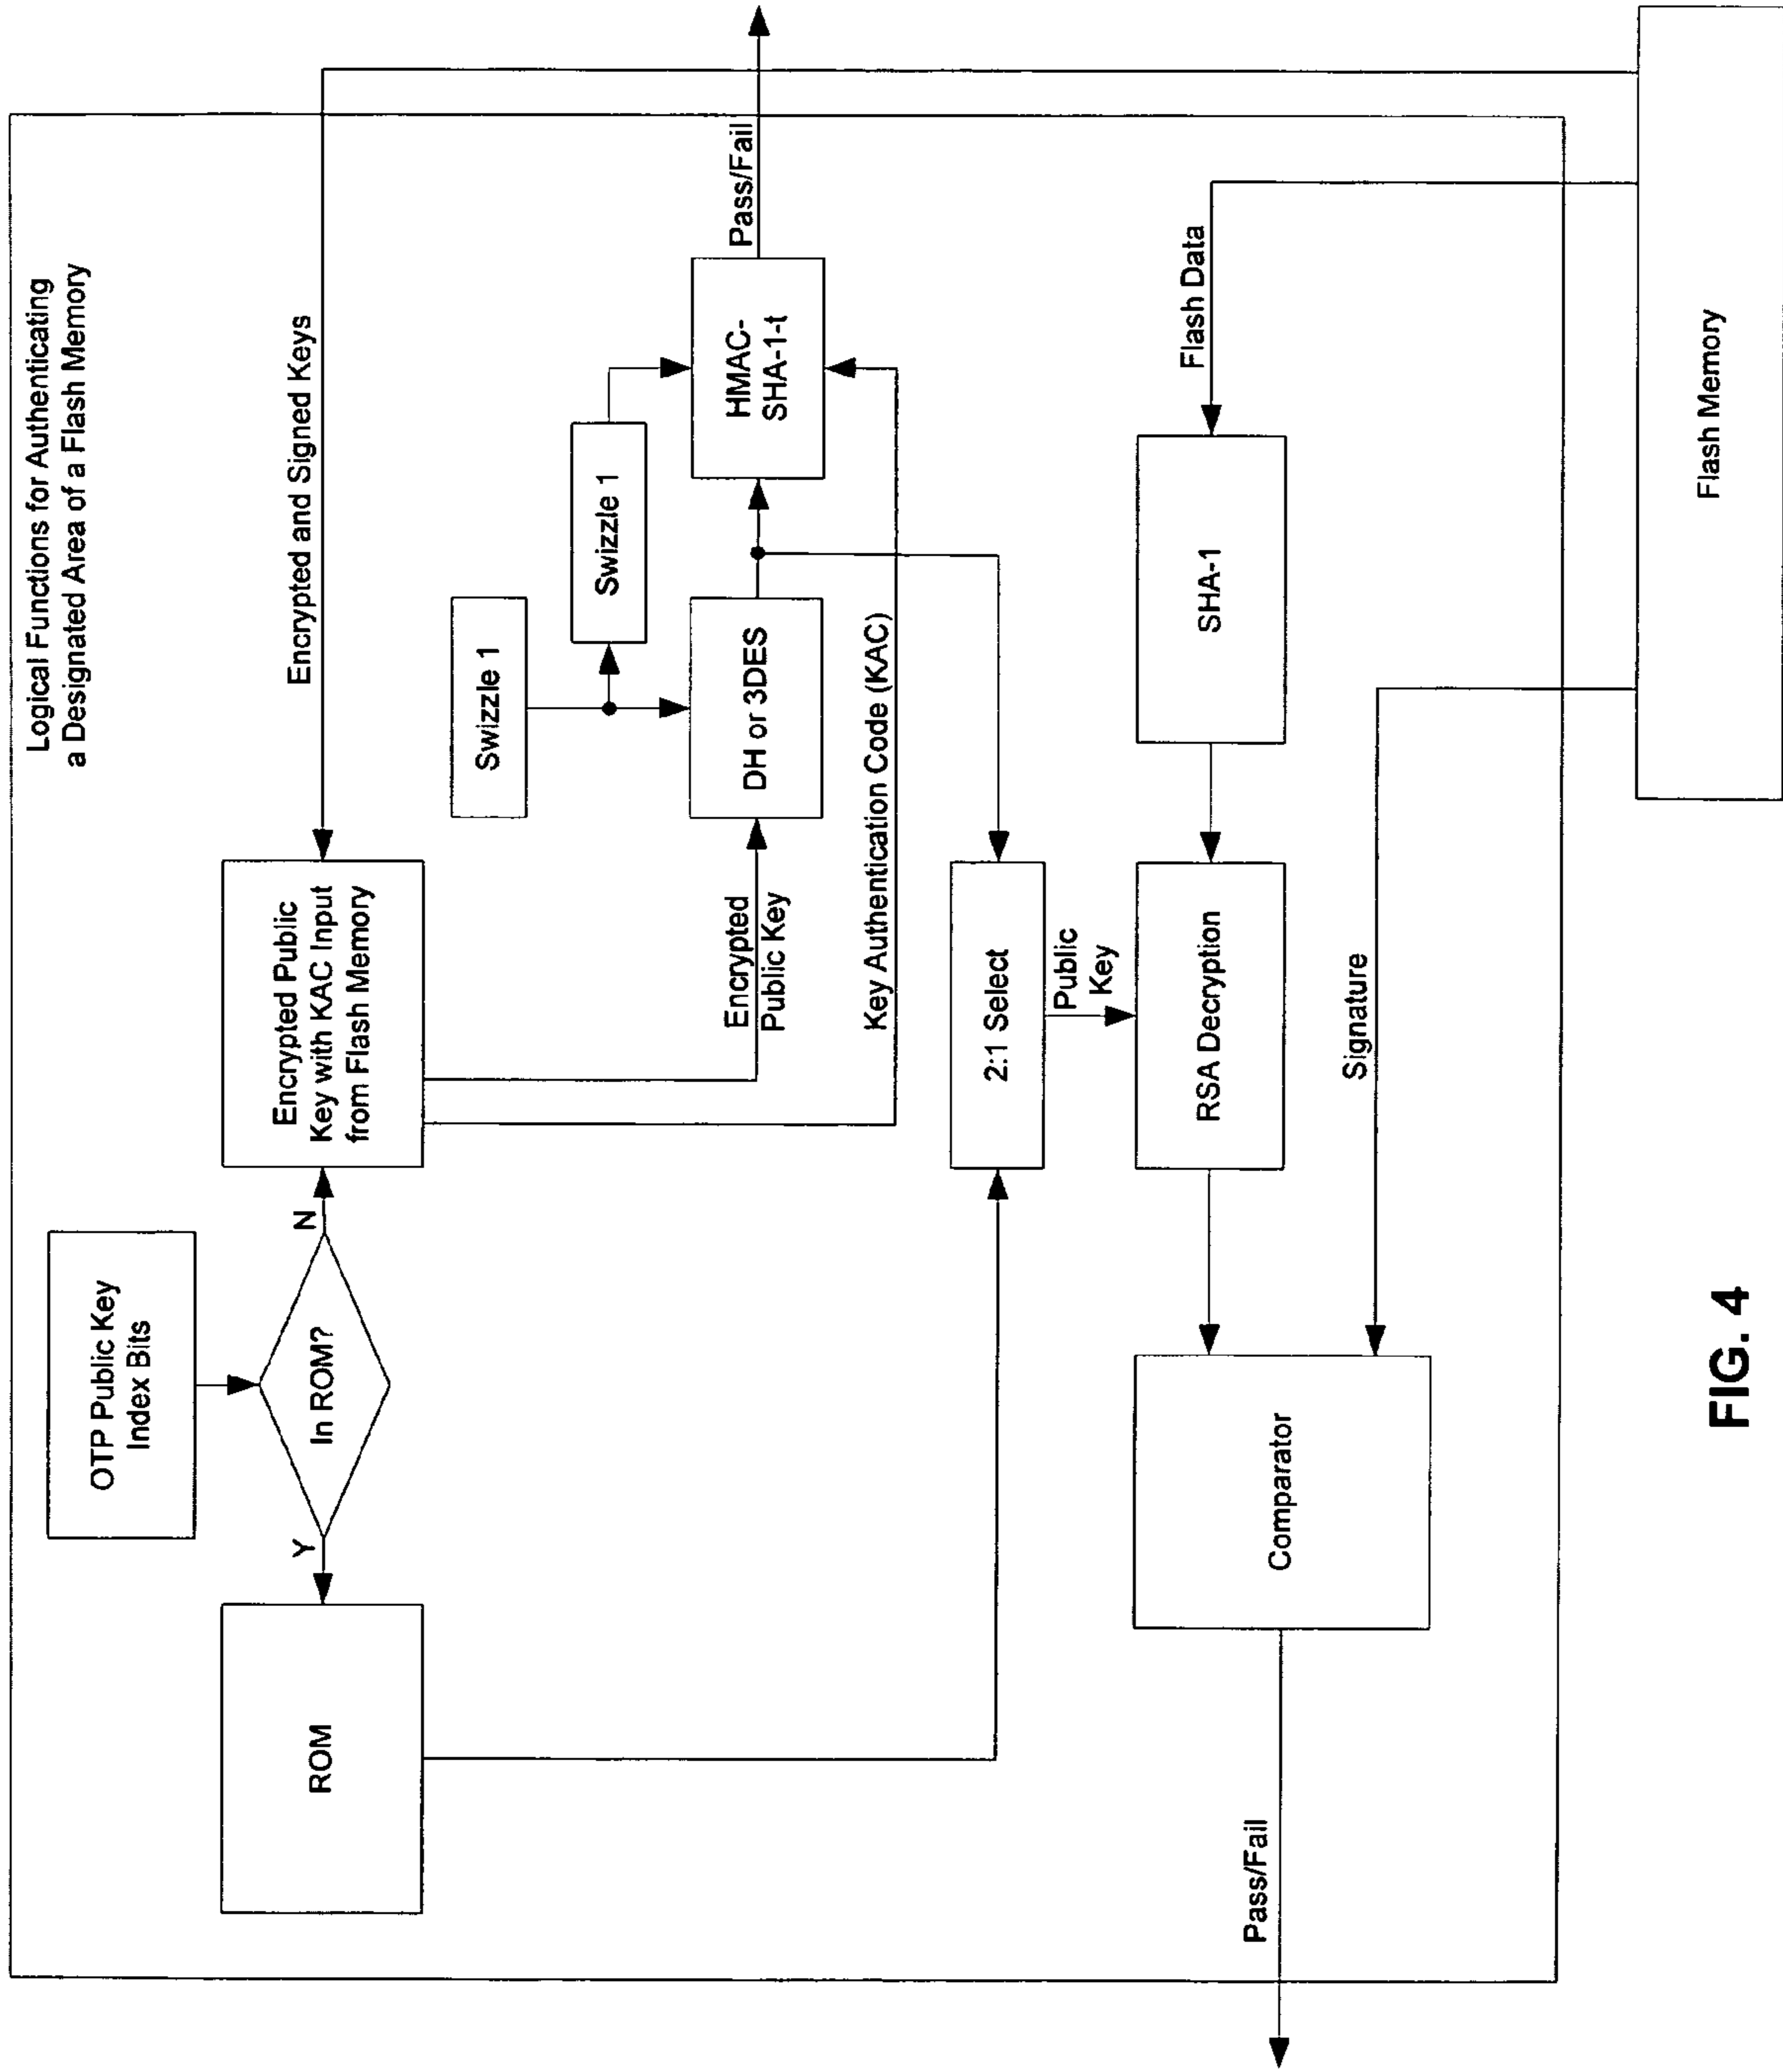 Logical Functions for Authenticating
a Designated Area of a Flash Memory
OTP Public Key
Index Bits
In ROM?
Y
N
ROM
Encrypted Public
Key with KAC Input
from Flash Memory
Encrypted and Signed Keys
Swizzle 1
Swizzle 1
Encrypted
Public Key
DH or 3DES
HMAC-
SHA-1-t
Pass/Fail
Key Authentication Code (KAC)
2:1 Select
Public
Key
RSA Decryption
SHA-1
Flash Data
Comparator
Signature
Pass/Fail
Flash Memory
FIG. 4